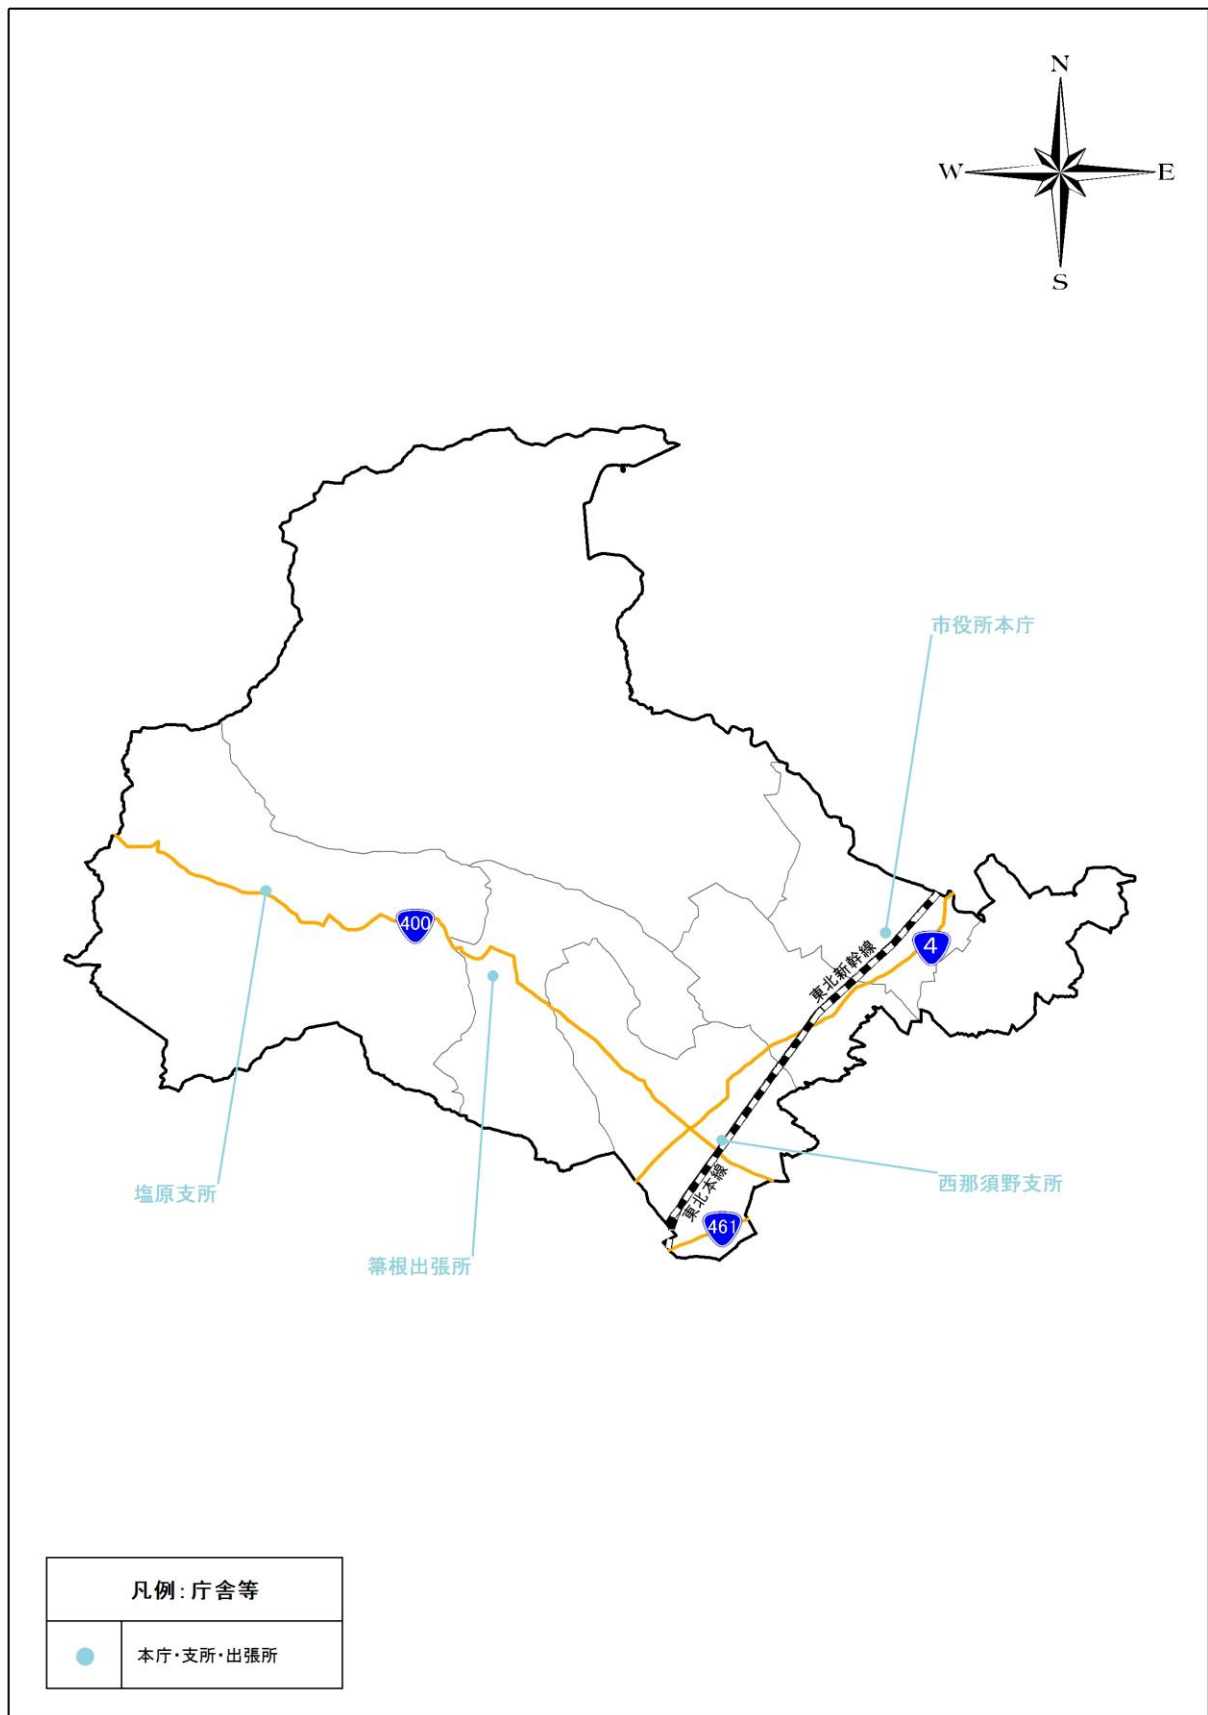 N
W
E
S
市役所本庁
400
東北新幹線
4
塩原支所
西那須野支所
東北本線
461
箒根出張所
凡例:庁舎等
本庁・支所・出張所